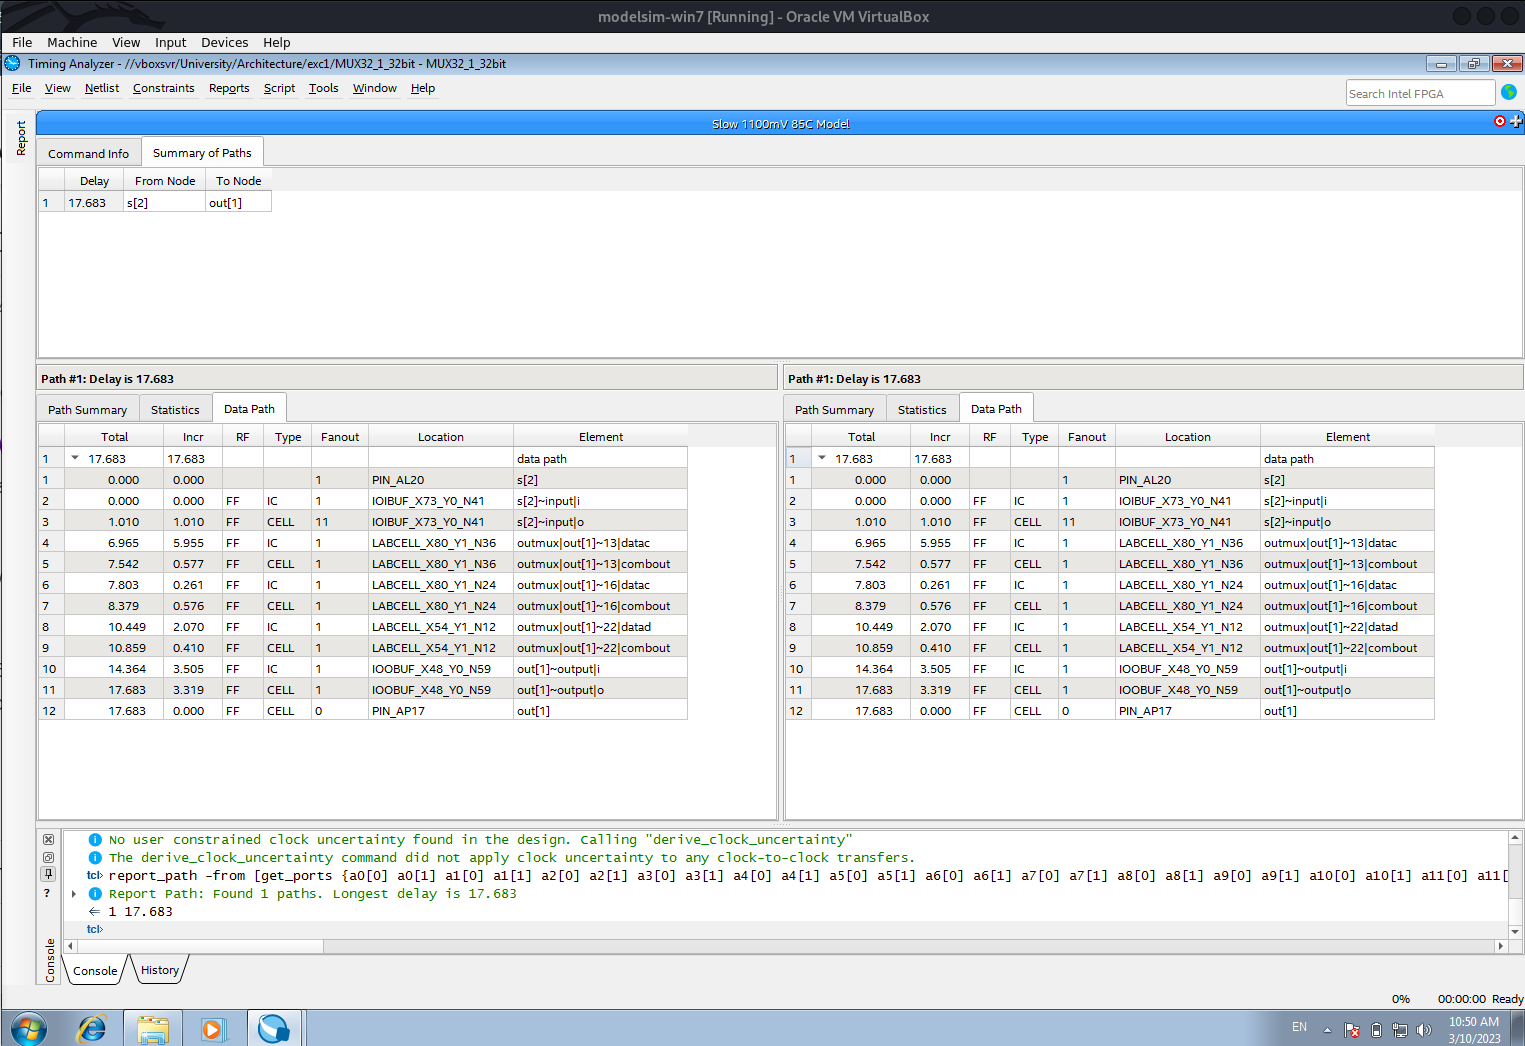 modelsim-win7 [Running] - Oracle VM VirtualBox
File Machine View Input Devices Help
Timing Analyzer - //vboxsvr/University/Architecture/exc1/MUX32_1_32bit - MUX32_1_32bit
File View Netlist Constraints Reports Script Tools Window Help
Search Intel FPGA
Report
Slow 1100mV 85C Model
Command Info Summary of Paths
Delay From Node To Node
1 17.683 s[2] out[1]
Path #1: Delay is 17.683
Path Summary Statistics Data Path
Total Incr RF Type Fanout Location Element
1 17.683 17.683 data path
1 0.000 0.000 1 PIN_AL20 s[2]
2 0.000 0.000 FF IC 1 IOIBUF_X73_Y0_N41 s[2]~input|i
3 1.010 1.010 FF CELL 11 IOIBUF_X73_Y0_N41 s[2]~input|o
4 6.965 5.955 FF IC 1 LABCELL_X80_Y1_N36 outmux|out[1]~13|datac
5 7.542 0.577 FF CELL 1 LABCELL_X80_Y1_N36 outmux|out[1]~13|combout
6 7.803 0.261 FF IC 1 LABCELL_X80_Y1_N24 outmux|out[1]~16|datac
7 8.379 0.576 FF CELL 1 LABCELL_X80_Y1_N24 outmux|out[1]~16|combout
8 10.449 2.070 FF IC 1 LABCELL_X54_Y1_N12 outmux|out[1]~22|datad
9 10.859 0.410 FF CELL 1 LABCELL_X54_Y1_N12 outmux|out[1]~22|combout
10 14.364 3.505 FF IC 1 IOOBUF_X48_Y0_N59 out[1]~output|i
11 17.683 3.319 FF CELL 1 IOOBUF_X48_Y0_N59 out[1]~output|o
12 17.683 0.000 FF CELL 0 PIN_AP17 out[1]
Path #1: Delay is 17.683
Path Summary Statistics Data Path
Total Incr RF Type Fanout Location Element
1 17.683 17.683 data path
1 0.000 0.000 1 PIN_AL20 s[2]
2 0.000 0.000 FF IC 1 IOIBUF_X73_Y0_N41 s[2]~input|i
3 1.010 1.010 FF CELL 11 IOIBUF_X73_Y0_N41 s[2]~input|o
4 6.965 5.955 FF IC 1 LABCELL_X80_Y1_N36 outmux|out[1]~13|datac
5 7.542 0.577 FF CELL 1 LABCELL_X80_Y1_N36 outmux|out[1]~13|combout
6 7.803 0.261 FF IC 1 LABCELL_X80_Y1_N24 outmux|out[1]~16|datac
7 8.379 0.576 FF CELL 1 LABCELL_X80_Y1_N24 outmux|out[1]~16|combout
8 10.449 2.070 FF IC 1 LABCELL_X54_Y1_N12 outmux|out[1]~22|datad
9 10.859 0.410 FF CELL 1 LABCELL_X54_Y1_N12 outmux|out[1]~22|combout
10 14.364 3.505 FF IC 1 IOOBUF_X48_Y0_N59 out[1]~output|i
11 17.683 3.319 FF CELL 1 IOOBUF_X48_Y0_N59 out[1]~output|o
12 17.683 0.000 FF CELL 0 PIN_AP17 out[1]
No user constrained clock uncertainty found in the design. Calling "derive_clock_uncertainty"
The derive_clock_uncertainty command did not apply clock uncertainty to any clock-to-clock transfers.
tcl> report_path -from [get_ports {a0[0] a0[1] a1[0] a1[1] a2[0] a2[1] a3[0] a3[1] a4[0] a4[1] a5[0] a5[1] a6[0] a6[1] a7[0] a7[1] a8[0] a8[1] a9[0] a9[1] a10[0] a10[1] a11[0] a11[
Report Path: Found 1 paths. Longest delay is 17.683
1 17.683
tcl>
Console
Console History
0% 00:00:00 Ready
EN
10:50 AM
3/10/2023